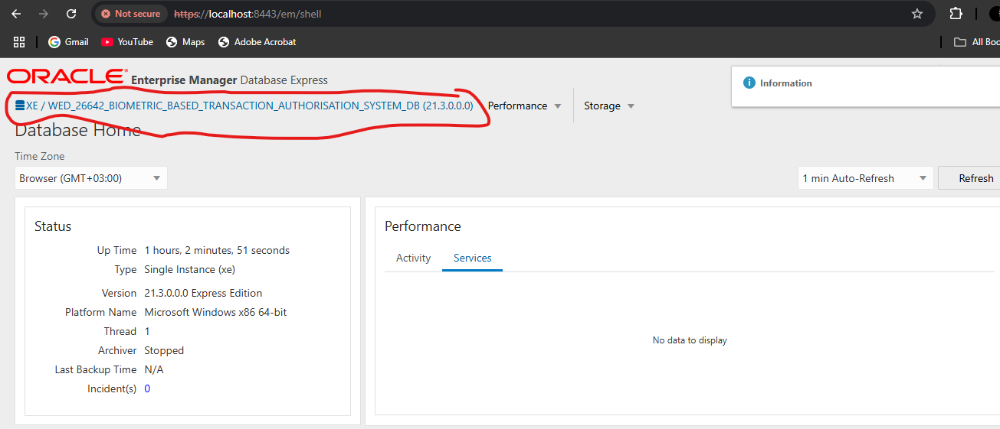 Not secure https://localhost:8443/em/shell
Gmail YouTube Maps Adobe Acrobat
ORACLE® Enterprise Manager Database Express
Information
XE / WED_26642_BIOMETRIC_BASED_TRANSACTION_AUTHORISATION_SYSTEM_DB (21.3.0.0.0) Performance Storage
Database Home
Time Zone
Browser (GMT+03:00) 1 min Auto-Refresh Refresh
Status
Up Time 1 hours, 2 minutes, 51 seconds
Type Single Instance (xe)
Version 21.3.0.0.0 Express Edition
Platform Name Microsoft Windows x86 64-bit
Thread 1
Archiver Stopped
Last Backup Time N/A
Incident(s) 0
Performance
Activity Services
No data to display